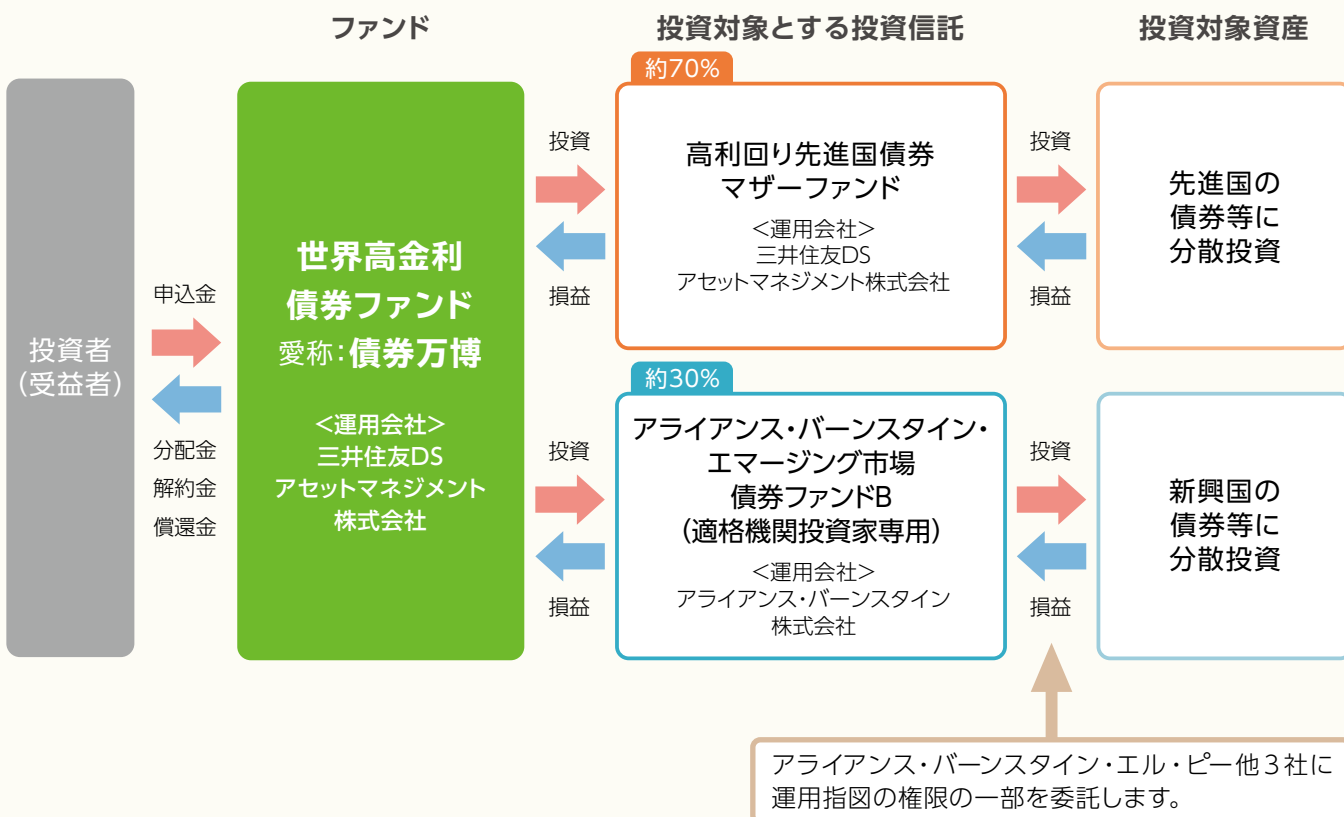 ファンド
投資対象とする投資信託
投資対象資産
投資者
(受益者)
申込金
分配金
解約金
償還金
世界高金利
債券ファンド
愛称:債券万博
<運用会社>
三井住友DS
アセットマネジメント
株式会社
投資
損益
約70%
高利回り先進国債券
マザーファンド
<運用会社>
三井住友DS
アセットマネジメント株式会社
投資
損益
先進国の
債券等に
分散投資
投資
損益
約30%
アライアンス・バーンスタイン・
エマージング市場
債券ファンドB
(適格機関投資家専用)
<運用会社>
アライアンス・バーンスタイン
株式会社
投資
損益
新興国の
債券等に
分散投資
アライアンス・バーンスタイン・エル・ピー他3社に
運用指図の権限の一部を委託します。